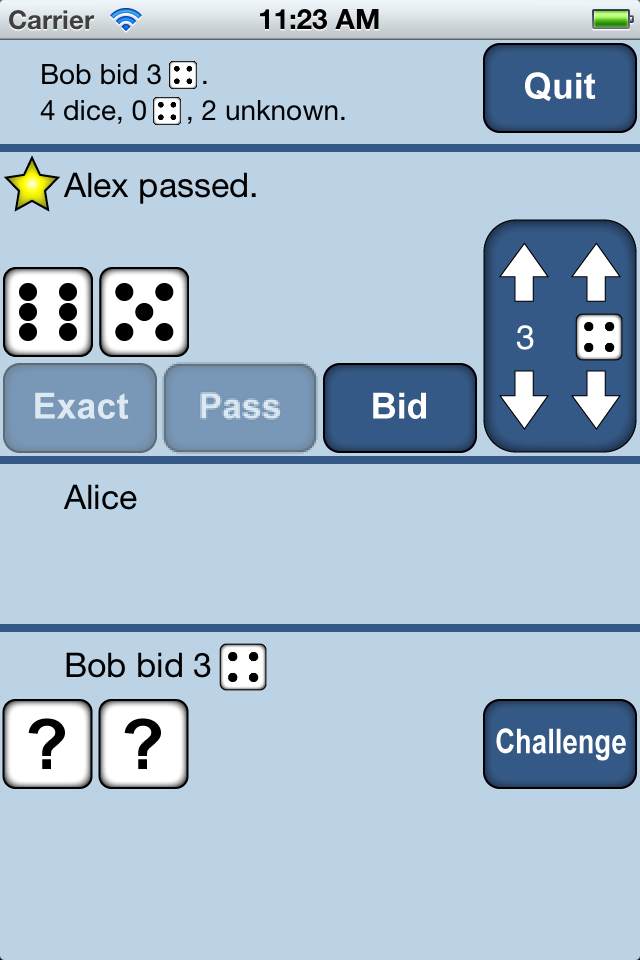 Carrier 11:23 AM
Bob bid 3 .
4 dice, 0 , 2 unknown.
Quit
Alex passed.
3
Exact Pass Bid
Alice
Bob bid 3
? ?
Challenge